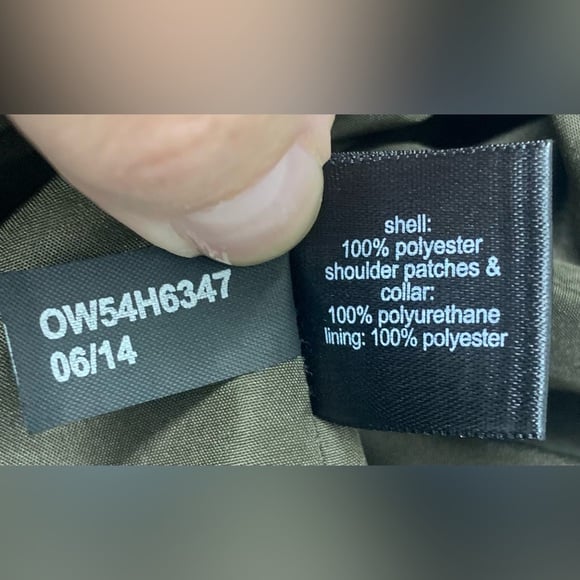 OW54H6347
06/14
shell:
100% polyester
shoulder patches &
collar:
100% polyurethane
lining: 100% polyester